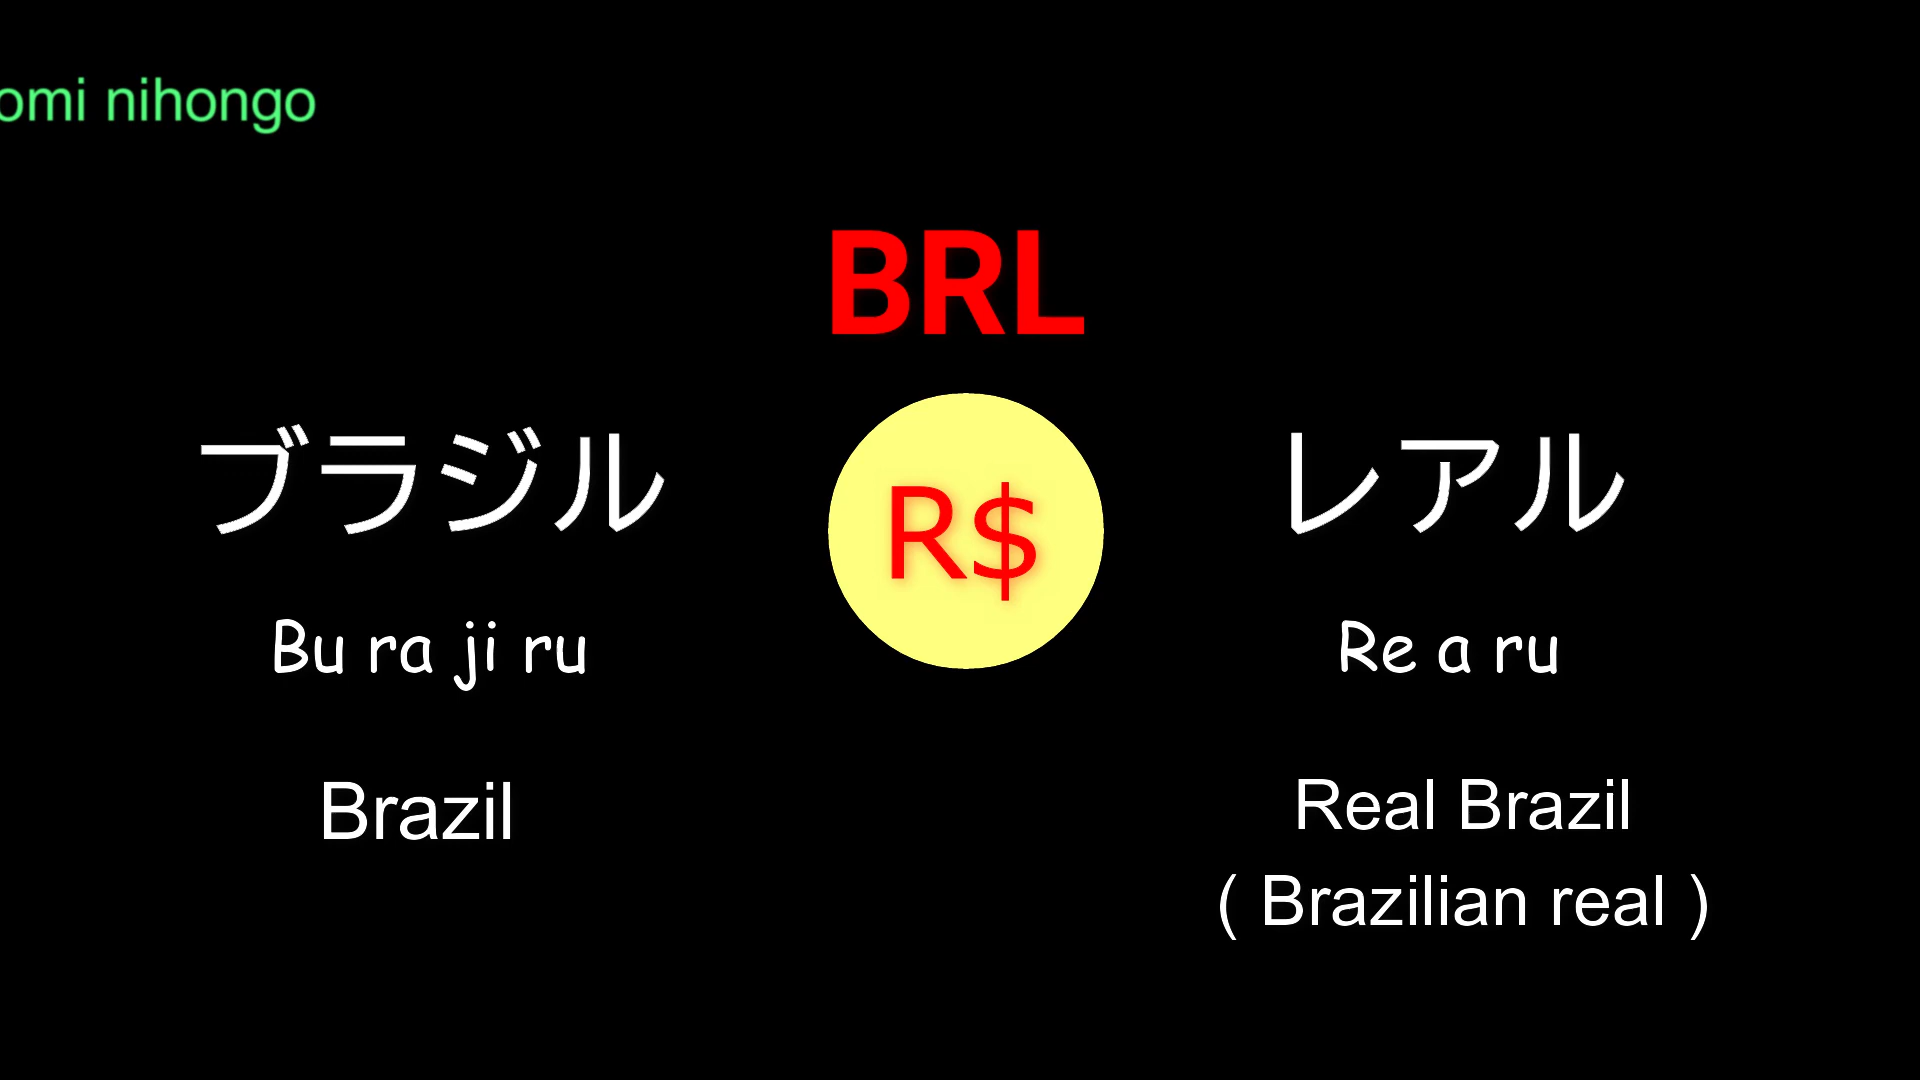 omi nihongo
BRL
ブラジル
R$
レアル
Bu ra ji ru
Re a ru
Brazil
Real Brazil
( Brazilian real )